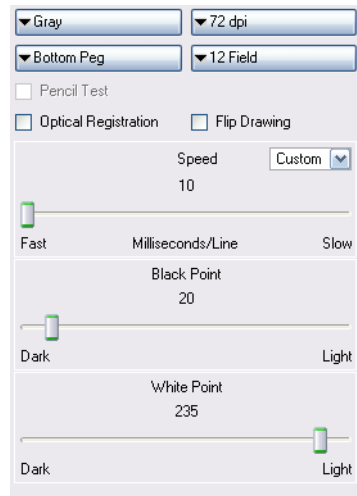 Gray 72 dpi
Bottom Peg 12 Field
Pencil Test
Optical Registration Flip Drawing
Speed Custom
10
Fast Milliseconds/Line Slow
Black Point
20
Dark Light
White Point
235
Dark Light